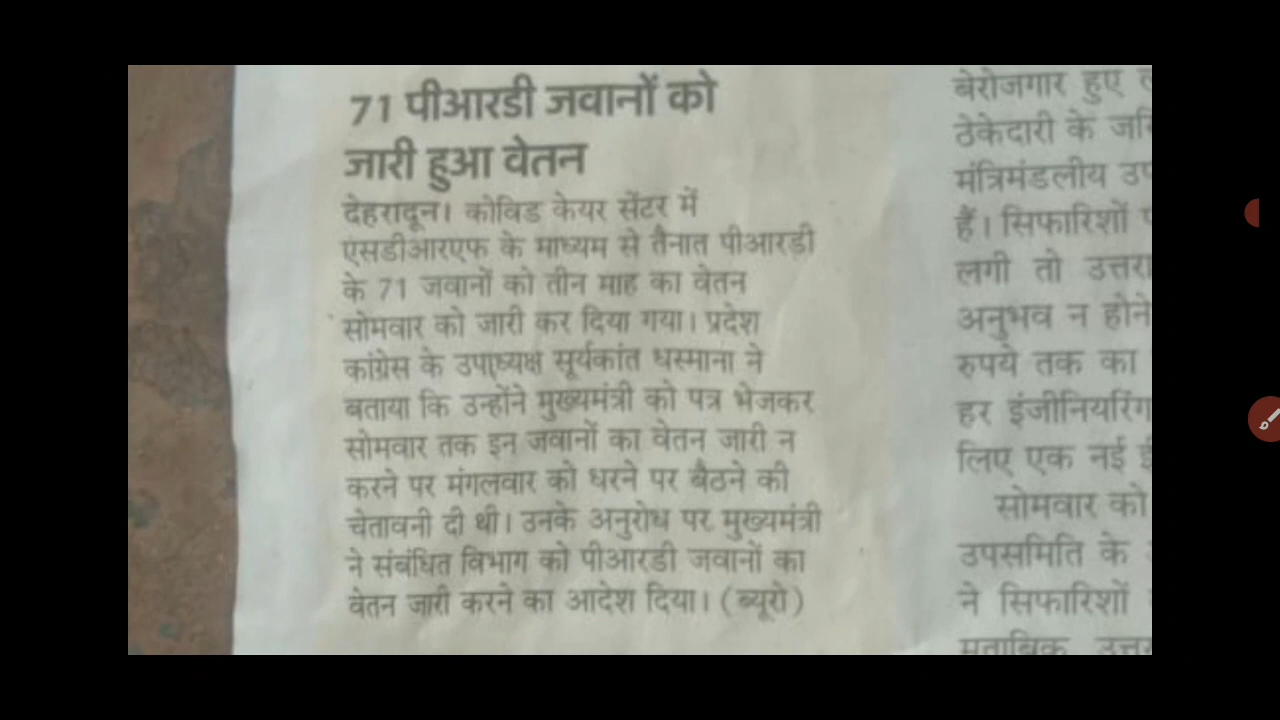 71 पीआरडी जवानों को
जारी हुआ वेतन
देहरादून। कोविड केयर सेंटर में
एसडीआरएफ के माध्यम से तैनात पीआरडी
के 71 जवानों को तीन माह का वेतन
सोमवार को जारी कर दिया गया। प्रदेश
कांग्रेस के उपाध्यक्ष सूर्यकांत धस्माना ने
बताया कि उन्होंने मुख्यमंत्री को पत्र भेजकर
सोमवार तक इन जवानों का वेतन जारी न
करने पर मंगलवार को धरने पर बैठने की
चेतावनी दी थी। उनके अनुरोध पर मुख्यमंत्री
ने संबंधित विभाग को पीआरडी जवानों का
वेतन जारी करने का आदेश दिया। (ब्यूरो)
बेरोजगार हुए
ठेकेदारी के
मंत्रिमंडलीय
हैं। सिफारिशों
लगी तो
अनुभव न होने
रुपये तक का
हर इंजीनियरिंग
लिए एक नई
सोमवार को
उपसमिति के
ने सिफारिशों